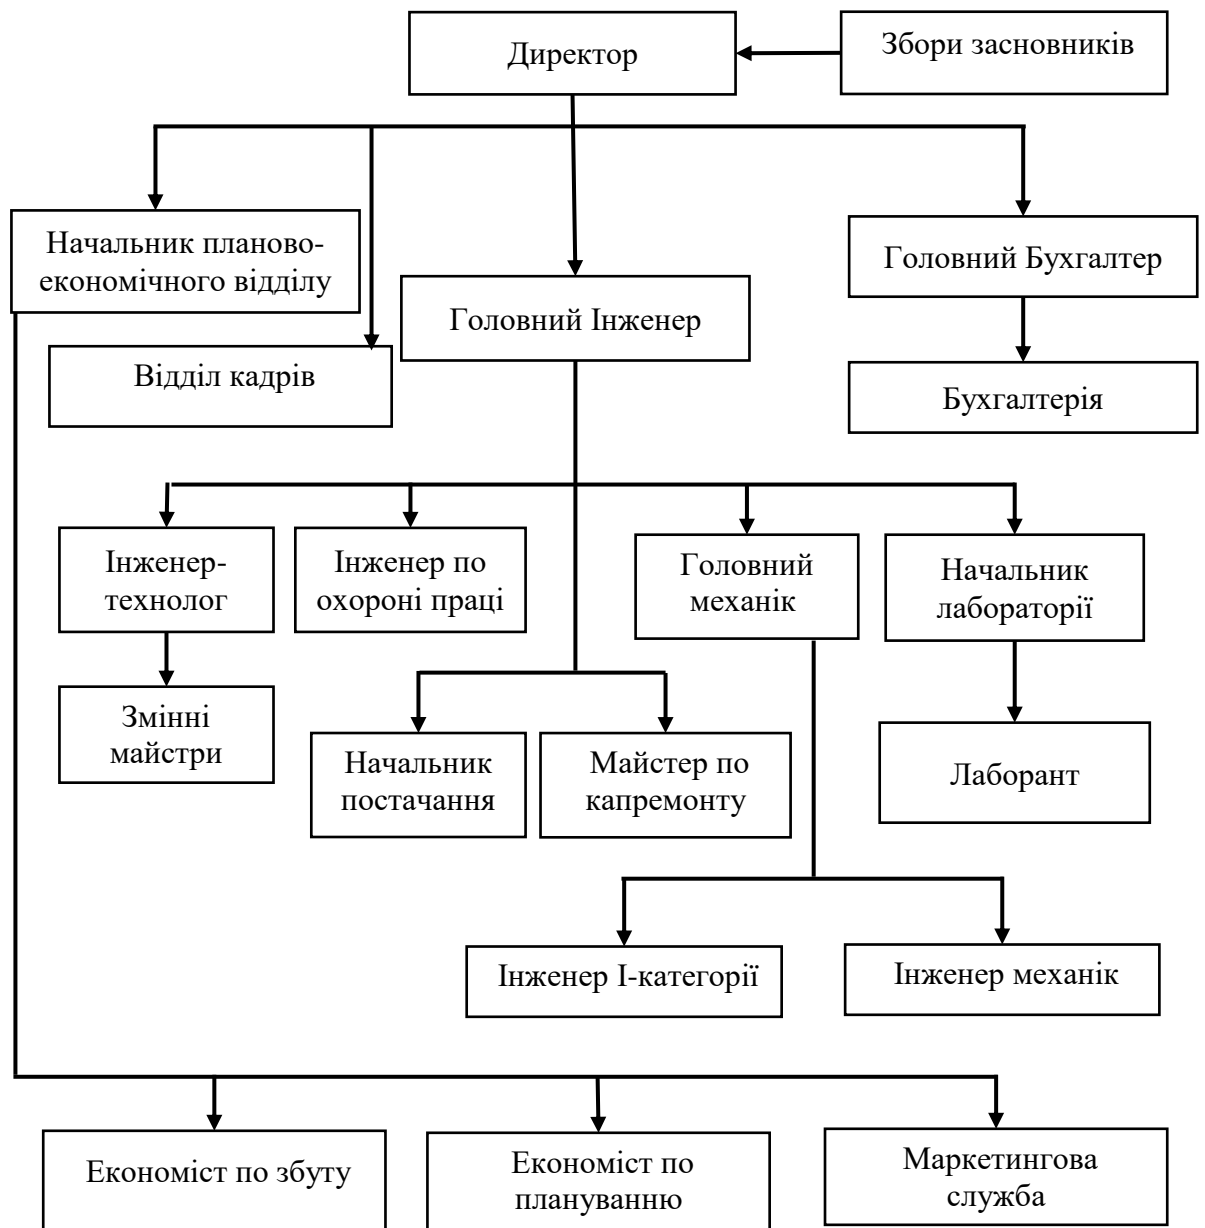 Директор
Збори засновників
Начальник планово-
економічного відділу
Головний Інженер
Головний Бухгалтер
Відділ кадрів
Бухгалтерія
Інженер-
технолог
Інженер по
охороні праці
Головний
механік
Начальник
лабораторії
Змінні
майстри
Начальник
постачання
Майстер по
капремонту
Лаборант
Інженер І-категорії
Інженер механік
Економіст по збуту
Економіст по
плануванню
Маркетингова
служба